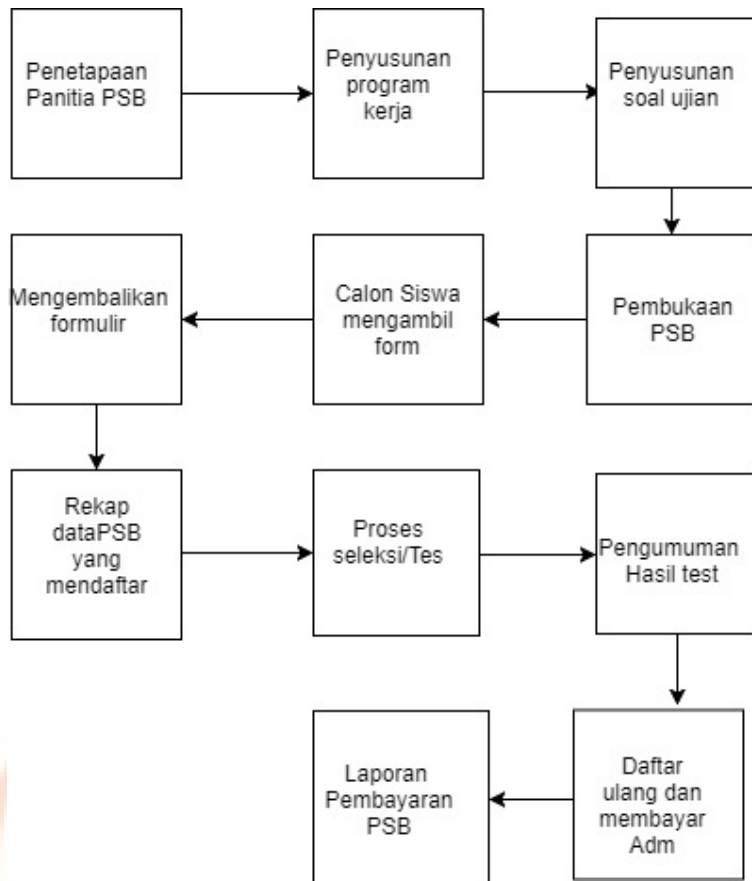 Penetapaan
Panitia PSB
Penyusunan
program
kerja
Penyusunan
soal ujian
Mengembalikan
formulir
Calon Siswa
mengambil
form
Pembukaan
PSB
Rekap
dataPSB
yang
mendaftar
Proses
seleksi/Tes
Pengumuman
Hasil test
Laporan
Pembayaran
PSB
Daftar
ulang dan
membayar
Adm